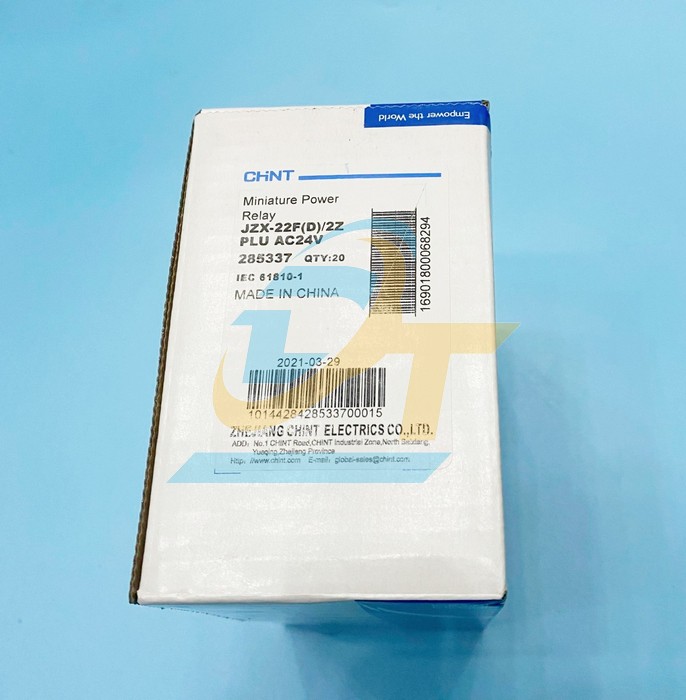 Empower the World
CHNT
Miniature Power
Relay
JZX-22F(D)/2Z
PLU AC24V
285337 QTY:20
IEC 61810-1
MADE IN CHINA
16901800068294
2021-03-29
1014428428533700015
ZHEJIANG CHINT ELECTRICS CO.,LTD.
ADD: No.1 CHINT Road,CHINT Industrial Zone,North Baixiang,
Yueqing,Zhejiang Province
Http: //www.chint.com E-mail: global-sales@chint.com